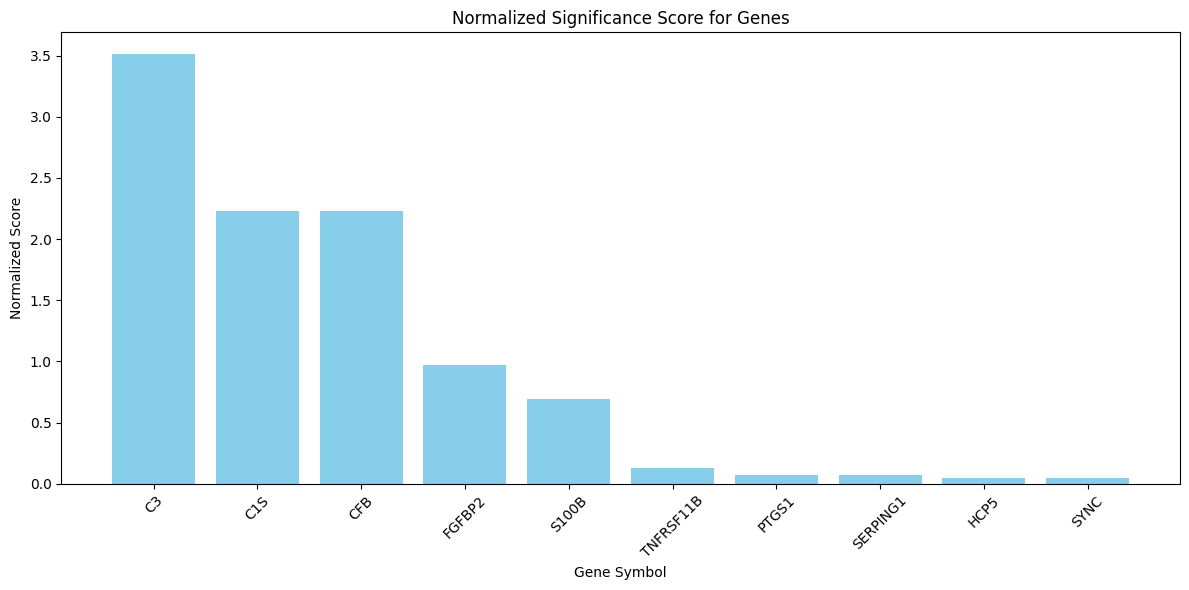 Normalized Significance Score for Genes
Normalized Score
3.5
3.0
2.5
2.0
1.5
1.0
0.5
0.0
C3
C1S
CFB
FGFBP2
S100B
TNFRSF11B
PTGS1
SERPING1
HCP5
SYNC
Gene Symbol